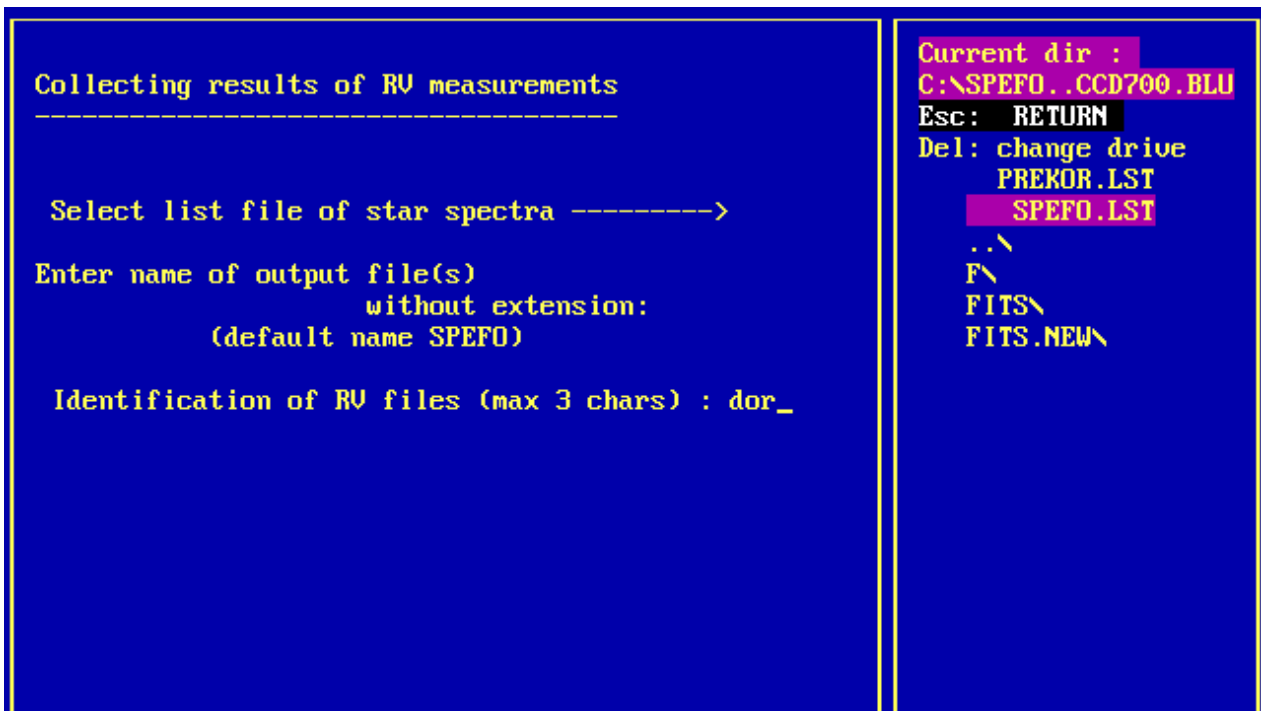 Collecting results of RV measurements
-------------------------------------
Select list file of star spectra --------->
Enter name of output file(s)
without extension:
(default name SPEFO)
Identification of RV files (max 3 chars) : dor_
Current dir :
C:\SPEFO..CCD700.BLU
Esc: RETURN
Del: change drive
PREKOR.LST
SPEFO.LST
..\
F\
FITS\
FITS.NEW\